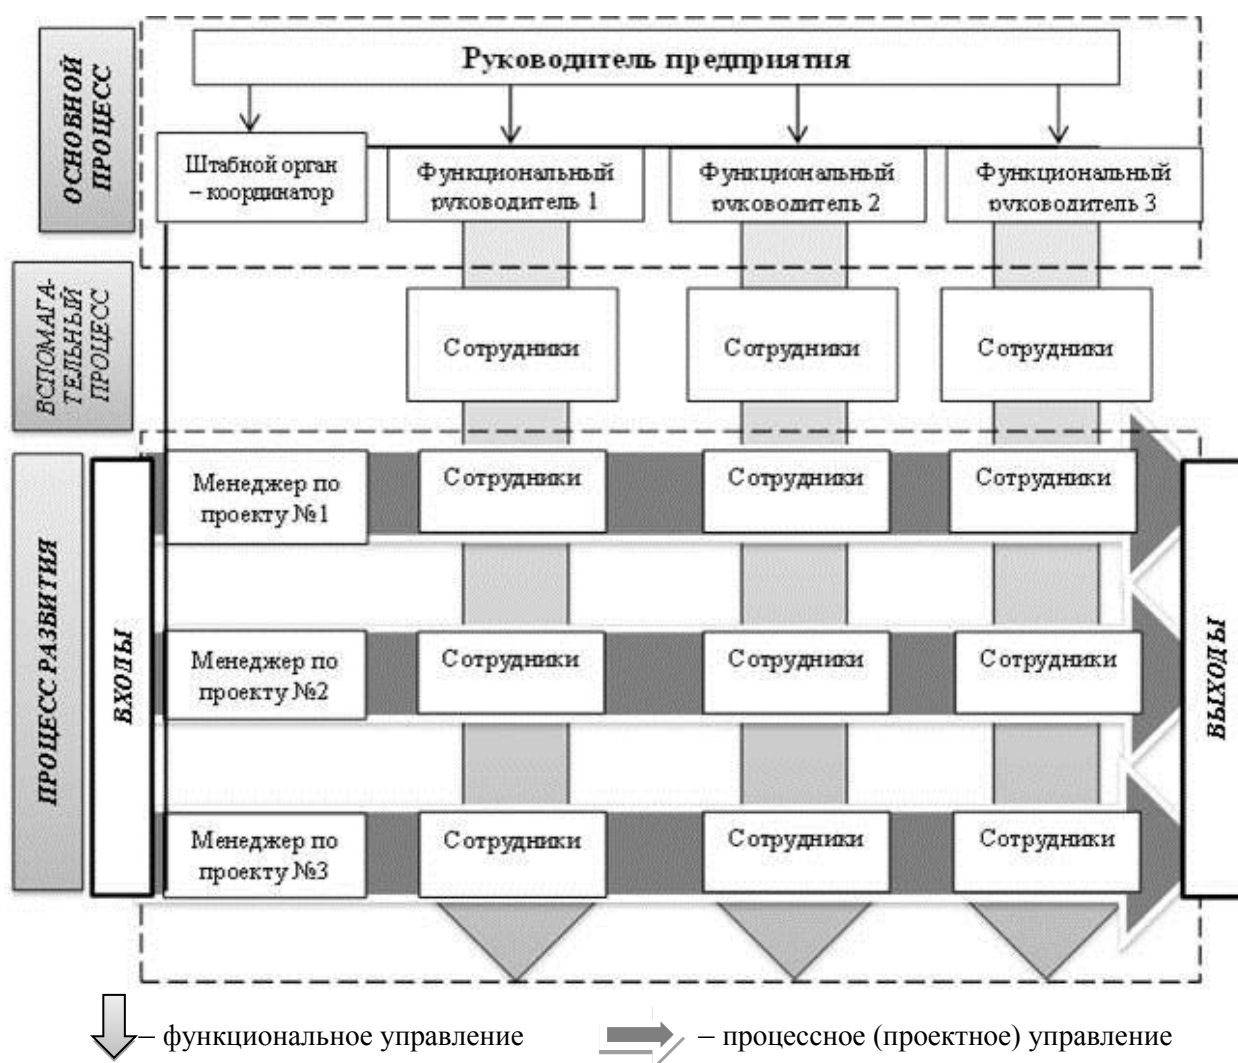 ОСНОВНОЙ
ПРОЦЕСС
Руководитель предприятия
Штабной орган
– координатор
Функциональный
руководитель 1
Функциональный
руководитель 2
Функциональный
руководитель 3
ВСПОМАГА-
ТЕЛЬНЫЙ
ПРОЦЕСС
Сотрудники
Сотрудники
Сотрудники
ПРОЦЕСС РАЗВИТИЯ
ВХОДЫ
Менеджер по
проекту №1
Сотрудники
Сотрудники
Сотрудники
Менеджер по
проекту №2
Сотрудники
Сотрудники
Сотрудники
Менеджер по
проекту №3
Сотрудники
Сотрудники
Сотрудники
ВЫХОДЫ
– функциональное управление
– процессное (проектное) управление